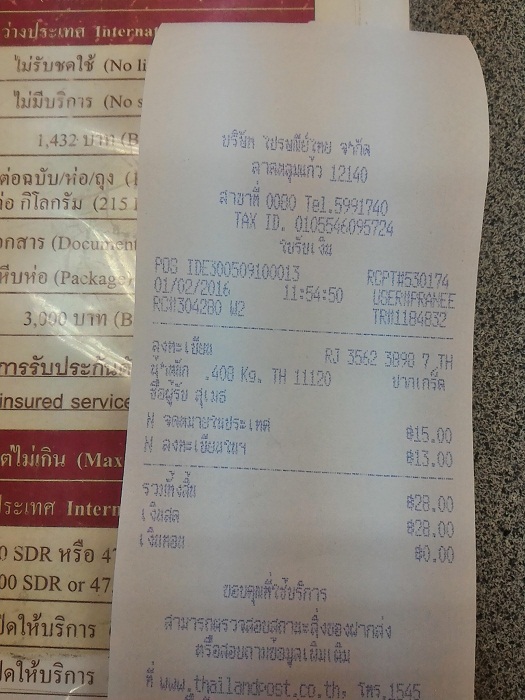 ว่างประเทศ Interna
ไม่รับชดใช้ (No li
ไม่มีบริการ (No s
1,432 บาท (B
ต่อฉบับ/ห่อ/ถุง (1
ต่อ กิโลกรัม (215
อกสาร (Document
หีบห่อ (Package
3,000 บาท (B
การรับประกัน
insured service
ดไม่เกิน (Max
ประเทศ Intern
0 SDR หรือ 47
00 SDR or 47.
ปิดให้บริการ
ปิดให้บริการ
บริษัท ไปรษณีย์ไทย จำกัด
ลาดหลุมแก้ว 12140
สาขาที่ 0080 Tel.5991740
TAX ID. 0105546095724
ใบรับเงิน
POS IDE300509100013 RCPT#530174
01/02/2016 11:54:50 USER#PRANEE
RC#304280 W2 TR#1184832
ลงทะเบียน RJ 3562 3898 7 TH
น้ำหนัก .408 Kg. TH 11120 ปากเกร็ด
ชื่อผู้รับ สุเมธ
N จดหมายในประเทศ ฿15.00
N ลงทะเบียนในฯ ฿13.00
รวมทั้งสิ้น ฿28.00
เงินสด ฿28.00
เงินทอน ฿0.00
ขอบคุณที่ใช้บริการ
สามารถตรวจสอบสถานะสิ่งของฝากส่ง
หรือสอบถามข้อมูลเพิ่มเติม
ที่ www.thailandpost.co.th, โทร.1545